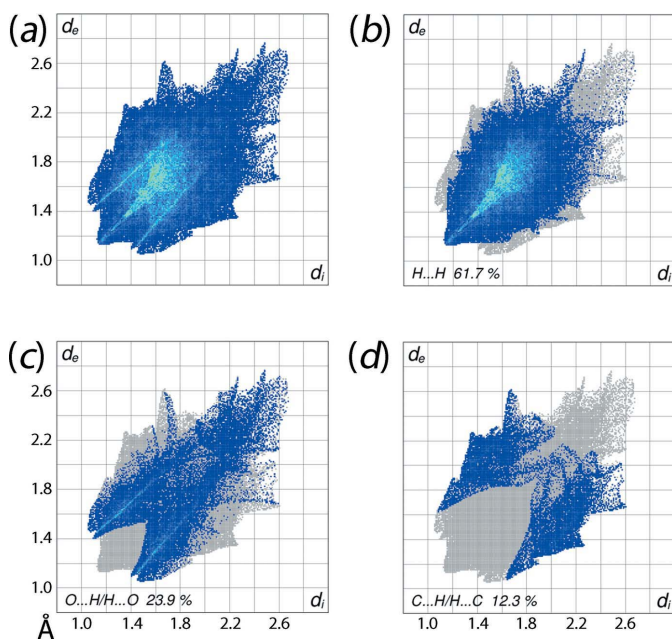 (a) (b)
de de
2.6
2.2
1.8
1.4
1.0
di H...H 61.7 % di
(c) (d)
de de
2.6
2.2
1.8
1.4
1.0
O...H/H...O 23.9 % di C...H/H...C 12.3 % di
Å 1.0 1.4 1.8 2.2 2.6 1.0 1.4 1.8 2.2 2.6